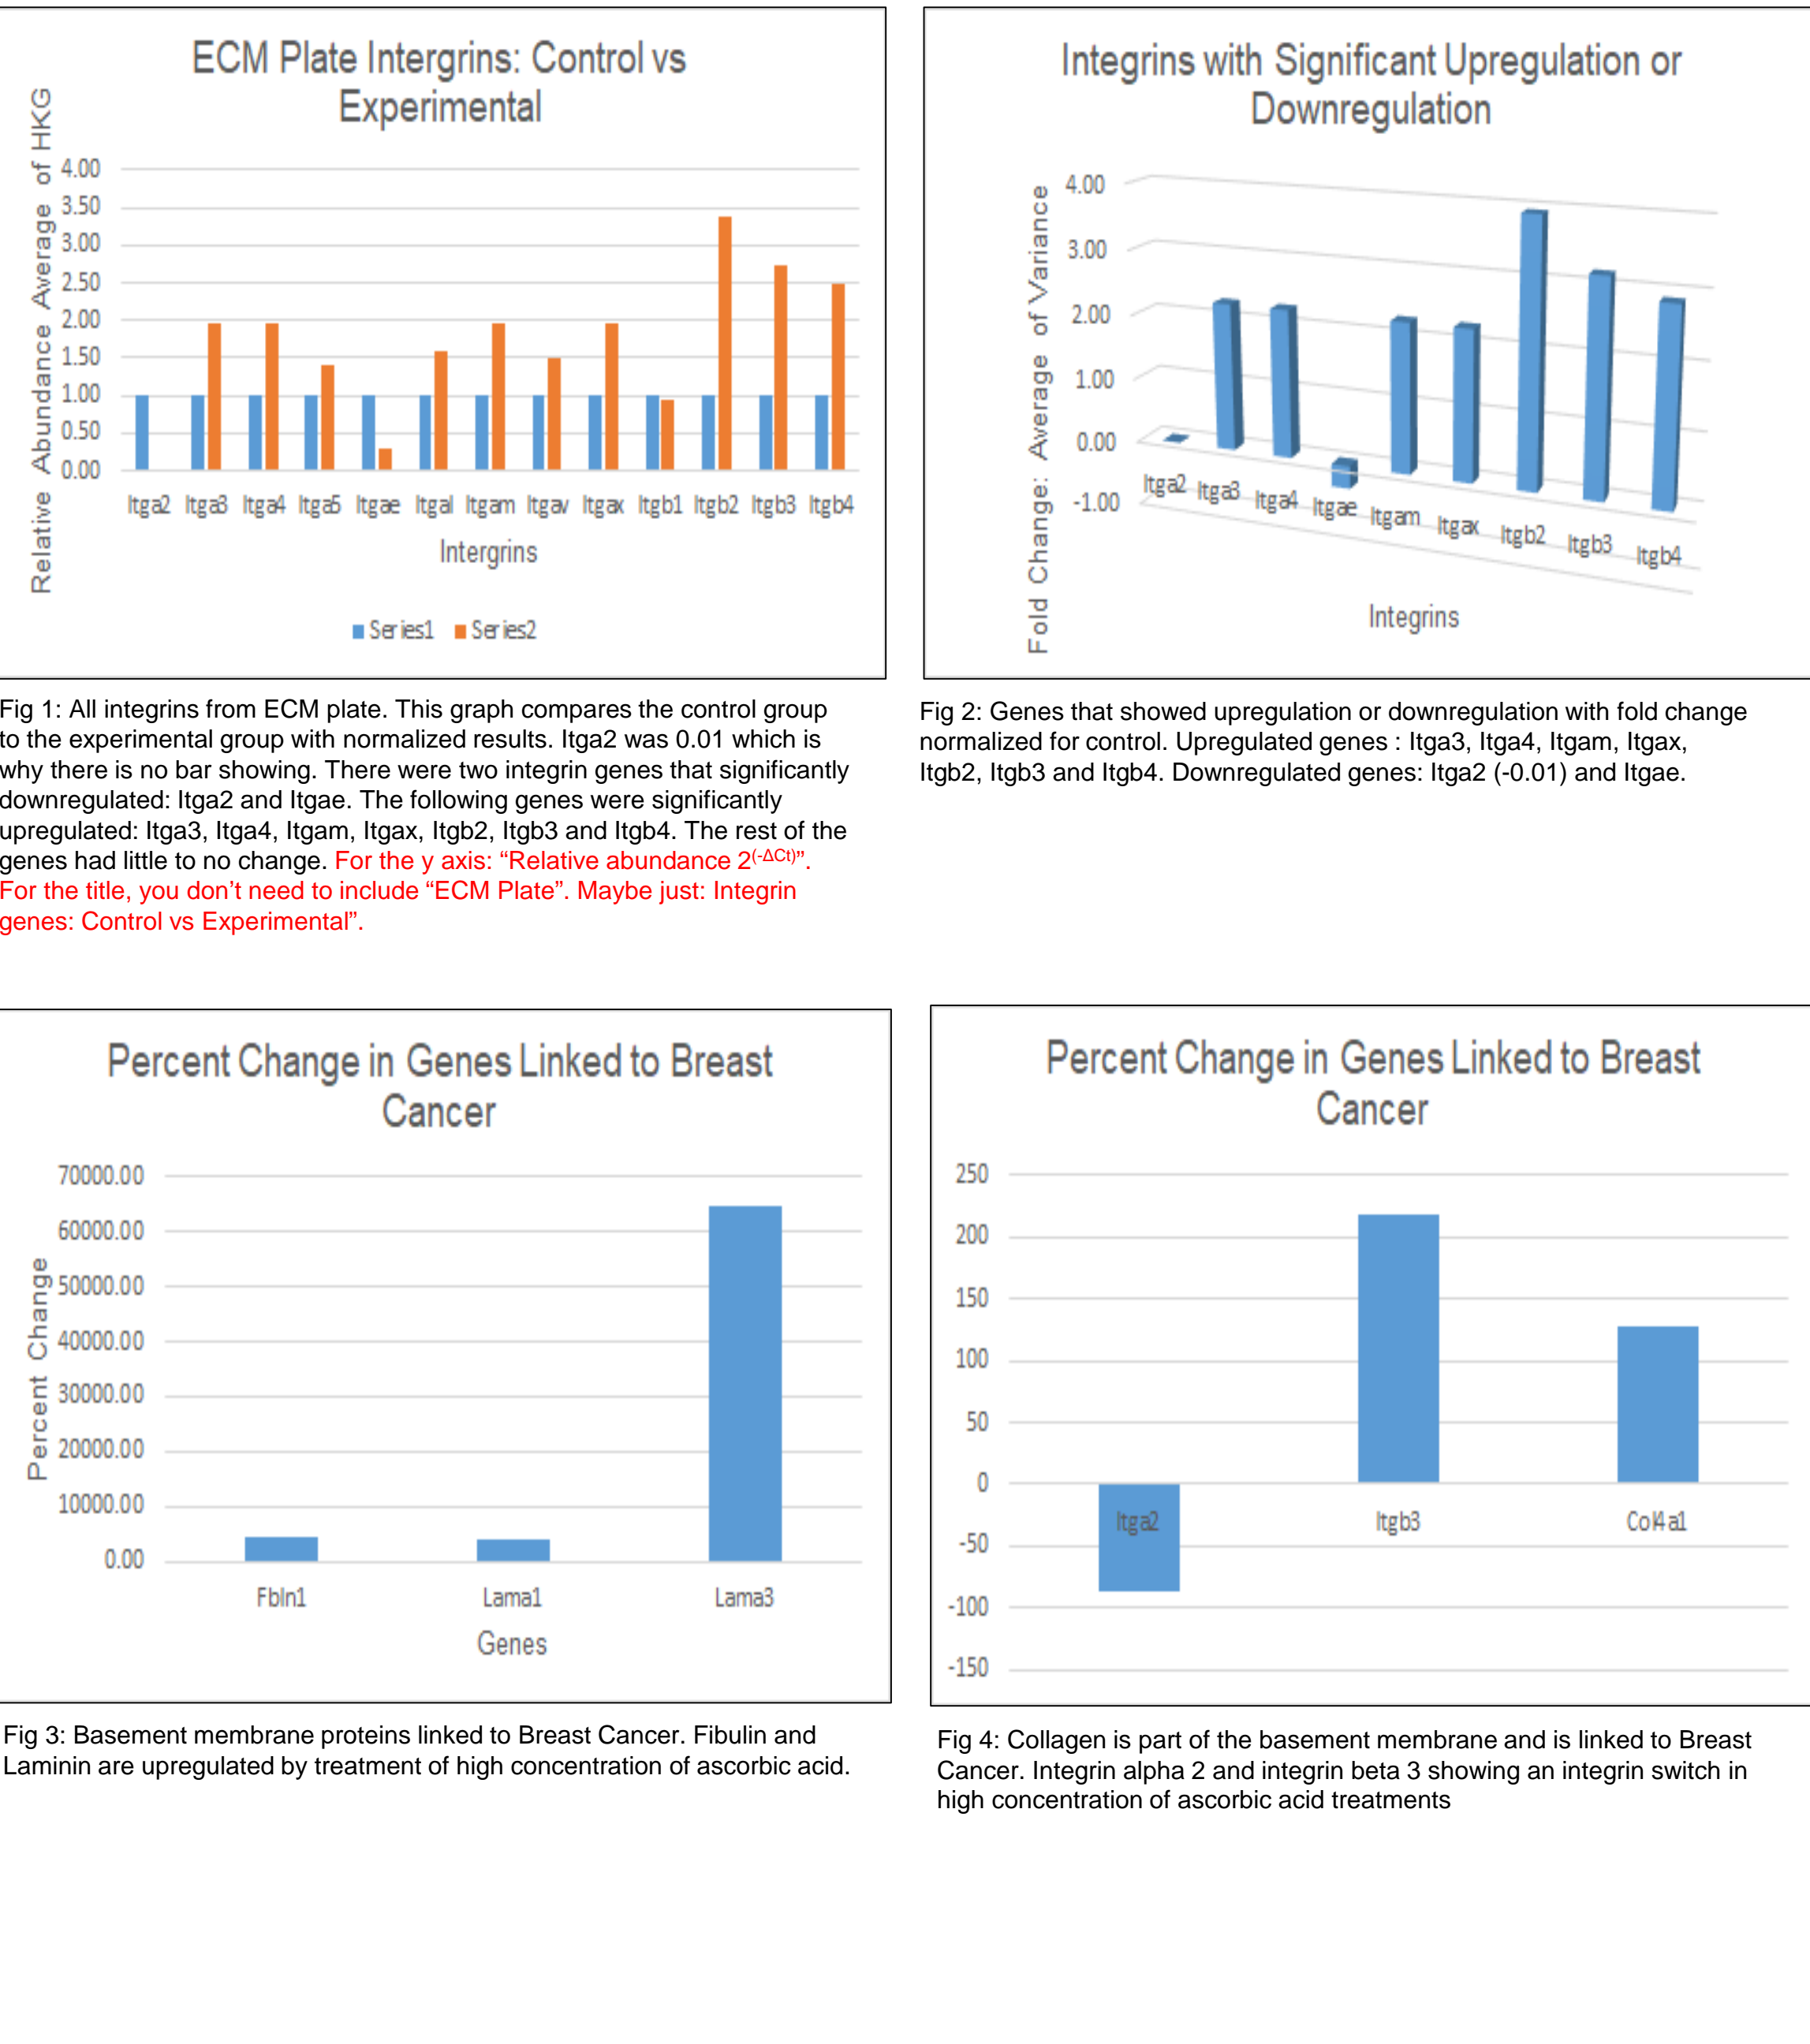 ECM Plate Intergrins: Control vs
Experimental
Relative Abundance Average of HKG
4.00
3.50
3.00
2.50
2.00
1.50
1.00
0.50
0.00
Itga2 Itga3 Itga4 Itga5 Itgae Itgal Itgam Itgav Itgax Itgb1 Itgb2 Itgb3 Itgb4
Intergrins
Series1 Series2
Fig 1: All integrins from ECM plate. This graph compares the control group
to the experimental group with normalized results. Itga2 was 0.01 which is
why there is no bar showing. There were two integrin genes that significantly
downregulated: Itga2 and Itgae. The following genes were significantly
upregulated: Itga3, Itga4, Itgam, Itgax, Itgb2, Itgb3 and Itgb4. The rest of the
genes had little to no change. For the y axis: “Relative abundance 2^(-ΔCt)”.
For the title, you don’t need to include “ECM Plate”. Maybe just: Integrin
genes: Control vs Experimental”.
Integrins with Significant Upregulation or
Downregulation
Fold Change: Average of Variance
4.00
3.00
2.00
1.00
0.00
-1.00
Itga2 Itga3 Itga4 Itgae Itgam Itgax Itgb2 Itgb3 Itgb4
Integrins
Fig 2: Genes that showed upregulation or downregulation with fold change
normalized for control. Upregulated genes : Itga3, Itga4, Itgam, Itgax,
Itgb2, Itgb3 and Itgb4. Downregulated genes: Itga2 (-0.01) and Itgae.
Percent Change in Genes Linked to Breast
Cancer
Percent Change
70000.00
60000.00
50000.00
40000.00
30000.00
20000.00
10000.00
0.00
Fbln1 Lama1 Lama3
Genes
Fig 3: Basement membrane proteins linked to Breast Cancer. Fibulin and
Laminin are upregulated by treatment of high concentration of ascorbic acid.
Percent Change in Genes Linked to Breast
Cancer
250
200
150
100
50
0
-50
-100
-150
Itga2 Itgb3 Col4a1
Fig 4: Collagen is part of the basement membrane and is linked to Breast
Cancer. Integrin alpha 2 and integrin beta 3 showing an integrin switch in
high concentration of ascorbic acid treatments